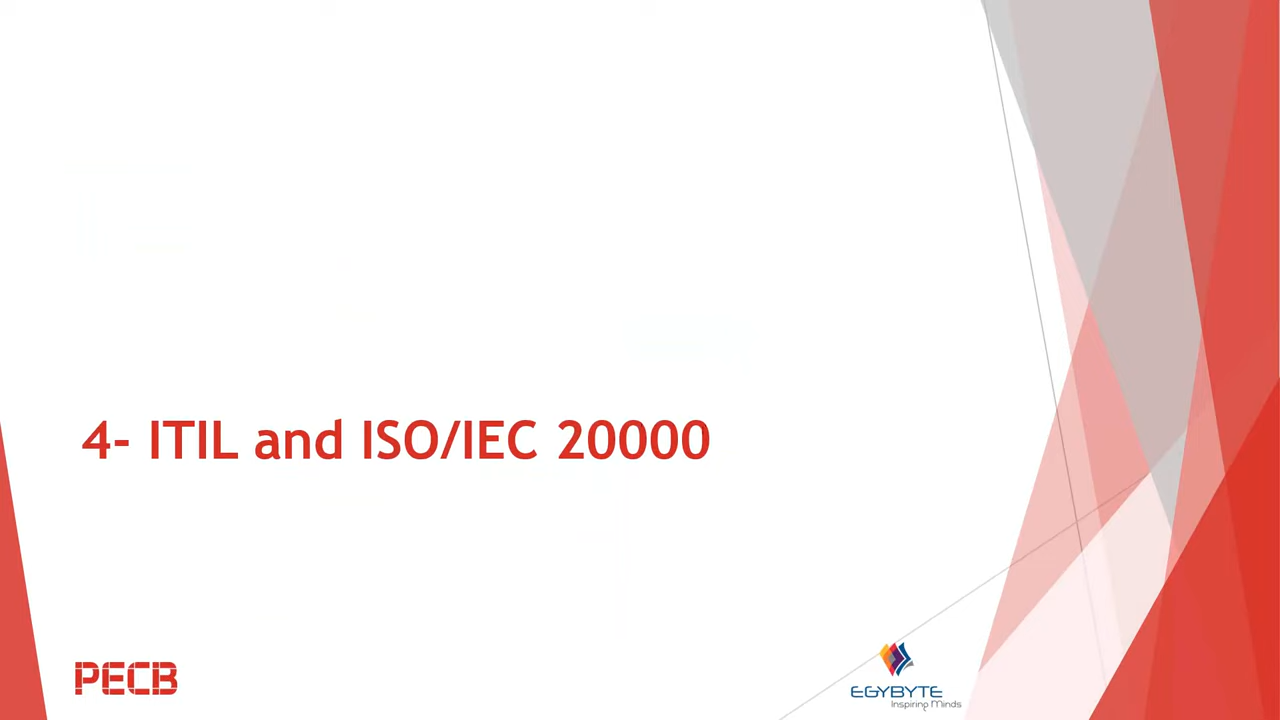 4- ITIL and ISO/IEC 20000
PECB
EGYBYTE
Inspiring Minds